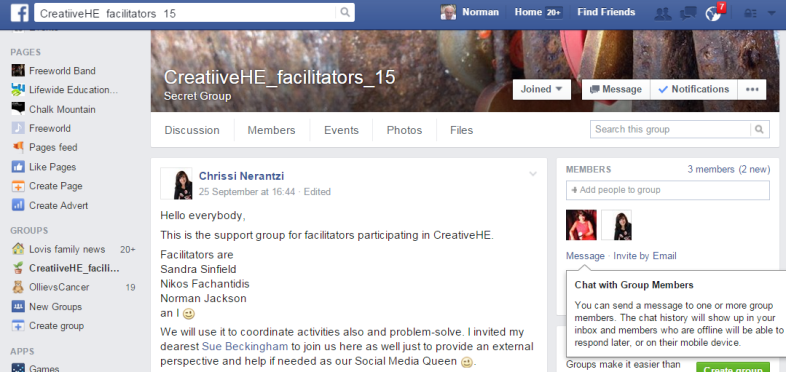 CreatiiveHE_facilitators_15
Norman
Home 20+
Find Friends
7
PAGES
Freeworld Band
Lifewide Education...
Chalk Mountain
Freeworld
Pages feed
Like Pages
Create Page
Create Advert
GROUPS
Lovis family news 20+
CreatiiveHE_facili...
OllievsCancer 19
New Groups
Create group
APPS
Games
CreatiiveHE_facilitators_15
Secret Group
Joined
Message
Notifications
Discussion
Members
Events
Photos
Files
Search this group
Chrissi Nerantzi
25 September at 16:44 · Edited
Hello everybody,
This is the support group for facilitators participating in CreativeHE.
Facilitators are
Sandra Sinfield
Nikos Fachantidis
Norman Jackson
an I
We will use it to coordinate activities also and problem-solve. I invited my
dearest Sue Beckingham to join us here as well just to provide an external
perspective and help if needed as our Social Media Queen .
MEMBERS 3 members (2 new)
+ Add people to group
Message · Invite by Email
Chat with Group Members
You can send a message to one or more group
members. The chat history will show up in your
inbox and members who are offline will be able to
respond later, or on their mobile device.
Groups make it easier than
Create group